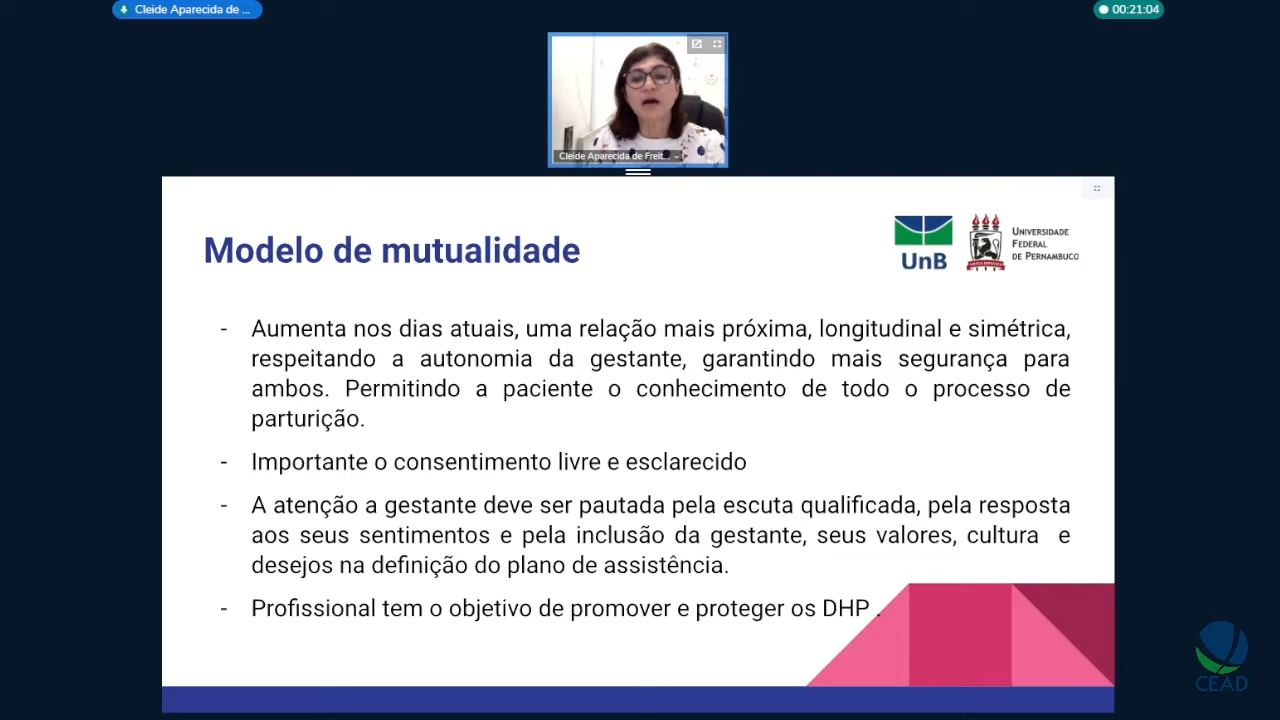 Cleide Aparecida de ...
00:21:04
Cleide Aparecida de Freit...
Modelo de mutualidade
UnB
UNIVERSIDADE
FEDERAL
DE PERNAMBUCO
- Aumenta nos dias atuais, uma relação mais próxima, longitudinal e simétrica,
respeitando a autonomia da gestante, garantindo mais segurança para
ambos. Permitindo a paciente o conhecimento de todo o processo de
parturição.
- Importante o consentimento livre e esclarecido
- A atenção a gestante deve ser pautada pela escuta qualificada, pela resposta
aos seus sentimentos e pela inclusão da gestante, seus valores, cultura e
desejos na definição do plano de assistência.
- Profissional tem o objetivo de promover e proteger os DHP .
CEAD